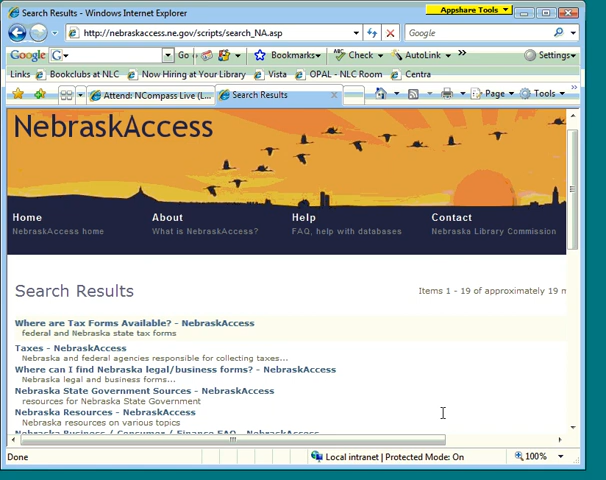 Search Results - Windows Internet Explorer
Appshare Tools
http://nebraskaccess.ne.gov/scripts/search_NA.asp
Google
Google G Go Bookmarks Check AutoLink » Settings
Links Bookclubs at NLC Now Hiring at Your Library Vista OPAL - NLC Room Centra
Attend: NCompass Live (L... Search Results Page Tools »
NebraskAccess
Home About Help Contact
NebraskAccess home What is NebraskAccess? FAQ, help with databases Nebraska Library Commission
Search Results Items 1 - 19 of approximately 19
Where are Tax Forms Available? - NebraskAccess
federal and Nebraska state tax forms
Taxes - NebraskAccess
Nebraska and federal agencies responsible for collecting taxes...
Where can I find Nebraska legal/business forms? - NebraskAccess
Nebraska legal and business forms...
Nebraska State Government Sources - NebraskAccess
resources for Nebraska State Government
Nebraska Resources - NebraskAccess
Nebraska resources on various topics
Nebraska Business / Consumer / Finance FAQ - NebraskAccess
Done Local intranet | Protected Mode: On 100%